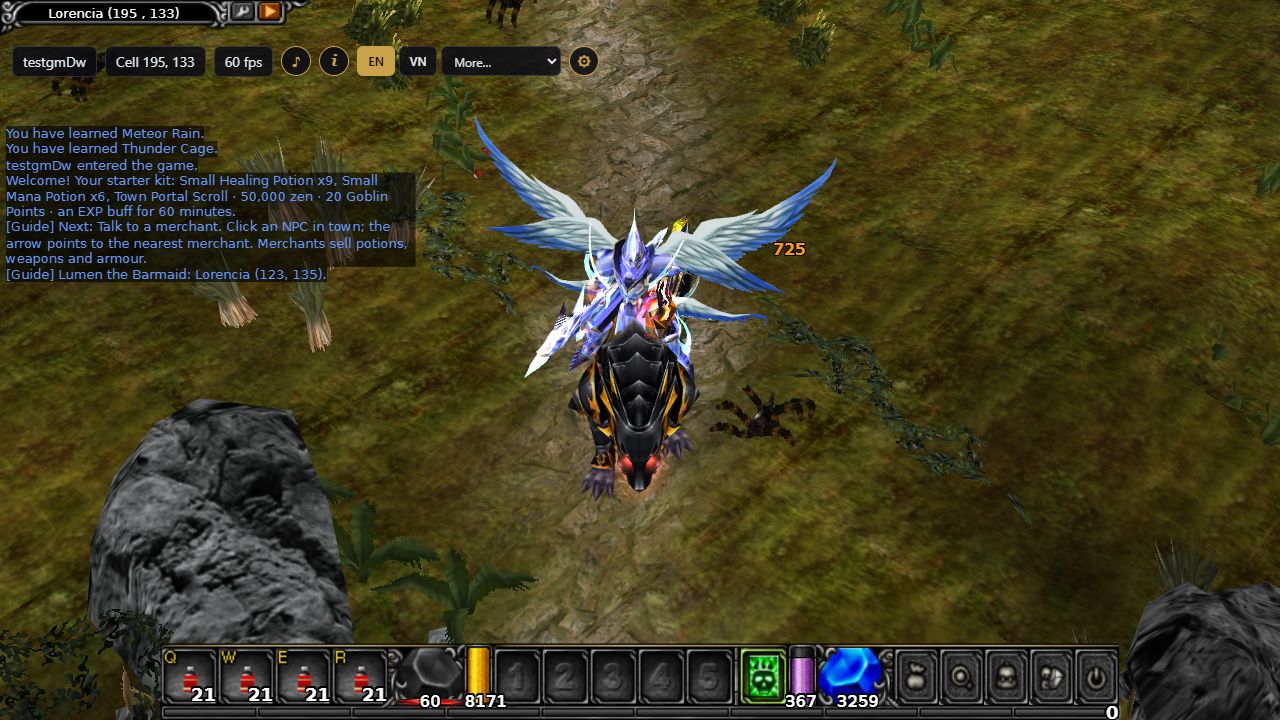 Lorencia (195 , 133)
testgmDw
Cell 195, 133
60 fps
♪
i
EN
VN
More...
You have learned Meteor Rain.
You have learned Thunder Cage.
testgmDw entered the game.
Welcome! Your starter kit: Small Healing Potion x9, Small
Mana Potion x6, Town Portal Scroll · 50,000 zen · 20 Goblin
Points · an EXP buff for 60 minutes.
[Guide] Next: Talk to a merchant. Click an NPC in town; the
arrow points to the nearest merchant. Merchants sell potions,
weapons and armour.
[Guide] Lumen the Barmaid: Lorencia (123, 135).
725
Q
21
W
21
E
21
R
21
60
8171
1
2
3
4
5
367
3259
0